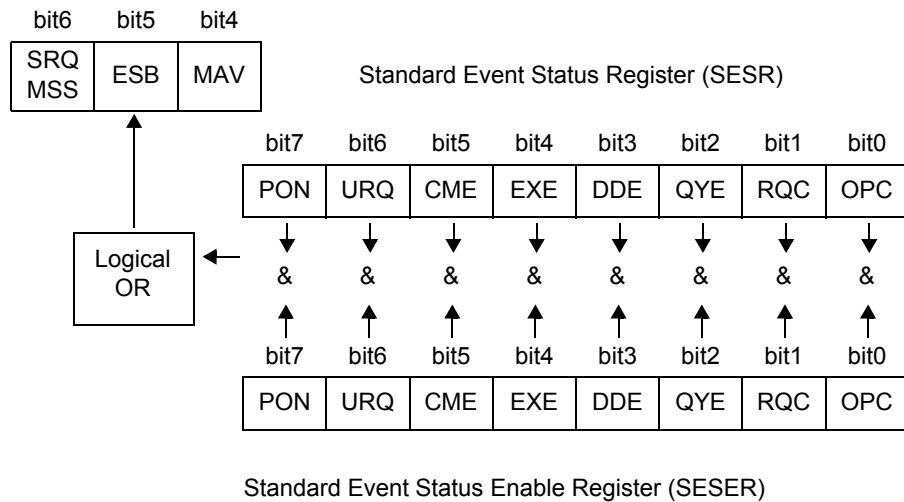 bit6 bit5 bit4
SRQ MSS ESB MAV
Standard Event Status Register (SESR)
bit7 bit6 bit5 bit4 bit3 bit2 bit1 bit0
PON URQ CME EXE DDE QYE RQC OPC
Logical OR
& & & & & & & &
bit7 bit6 bit5 bit4 bit3 bit2 bit1 bit0
PON URQ CME EXE DDE QYE RQC OPC
Standard Event Status Enable Register (SESER)